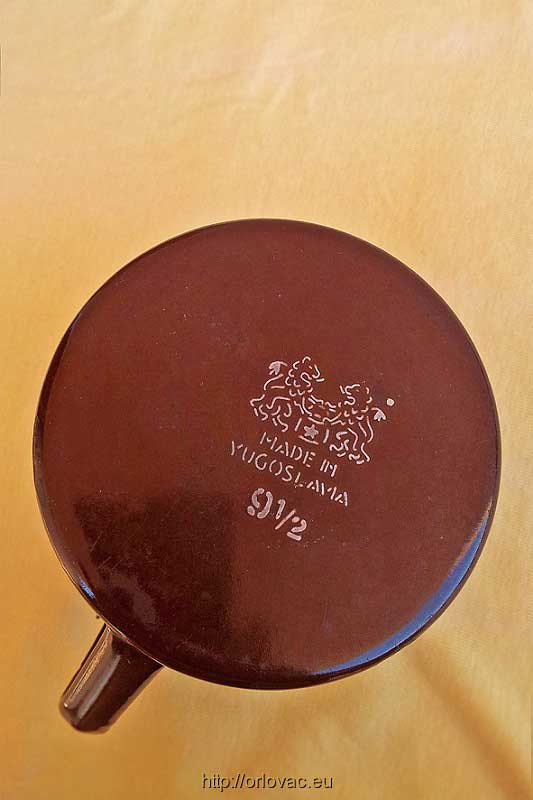 MADE IN
YUGOSLAVIA
9 1/2
http://orlovac.eu